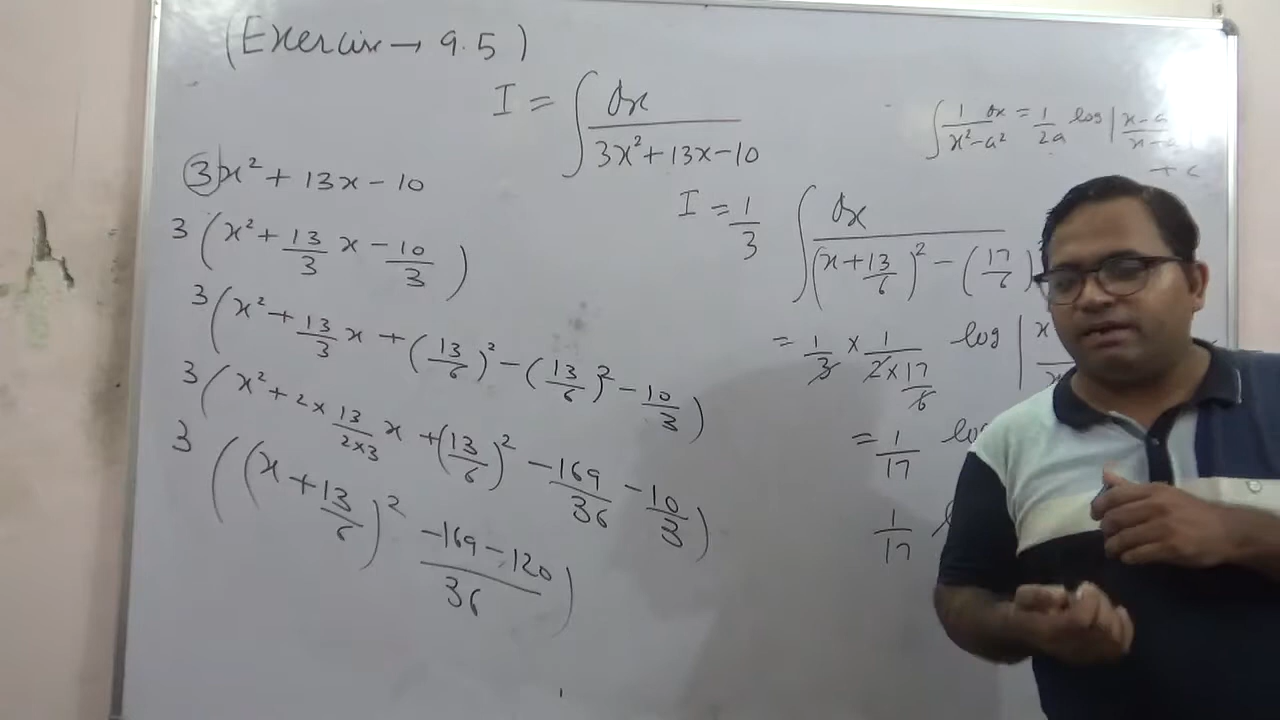 (Exercise → 9.5)
I = ∫ dx / (3x² + 13x − 10)
∫ 1/(x² − a²) dx = 1/2a log |(x − a)/(x − a
+ c
3x² + 13x − 10
3 (x² + 13/3 x − 10/3)
3 (x² + 13/3 x + (13/6)² − (13/6)² − 10/3)
3 (x² + 2 × 13/(2×3) x + (13/6)² − 169/36 − 10/3)
3 ((x + 13/6)² (−169 − 120)/36)
I = 1/3 ∫ dx / ((x + 13/6)² − (17/6)
= 1/3 × 1/(2 × 17/6) log | x / x
= 1/17 log
1/17